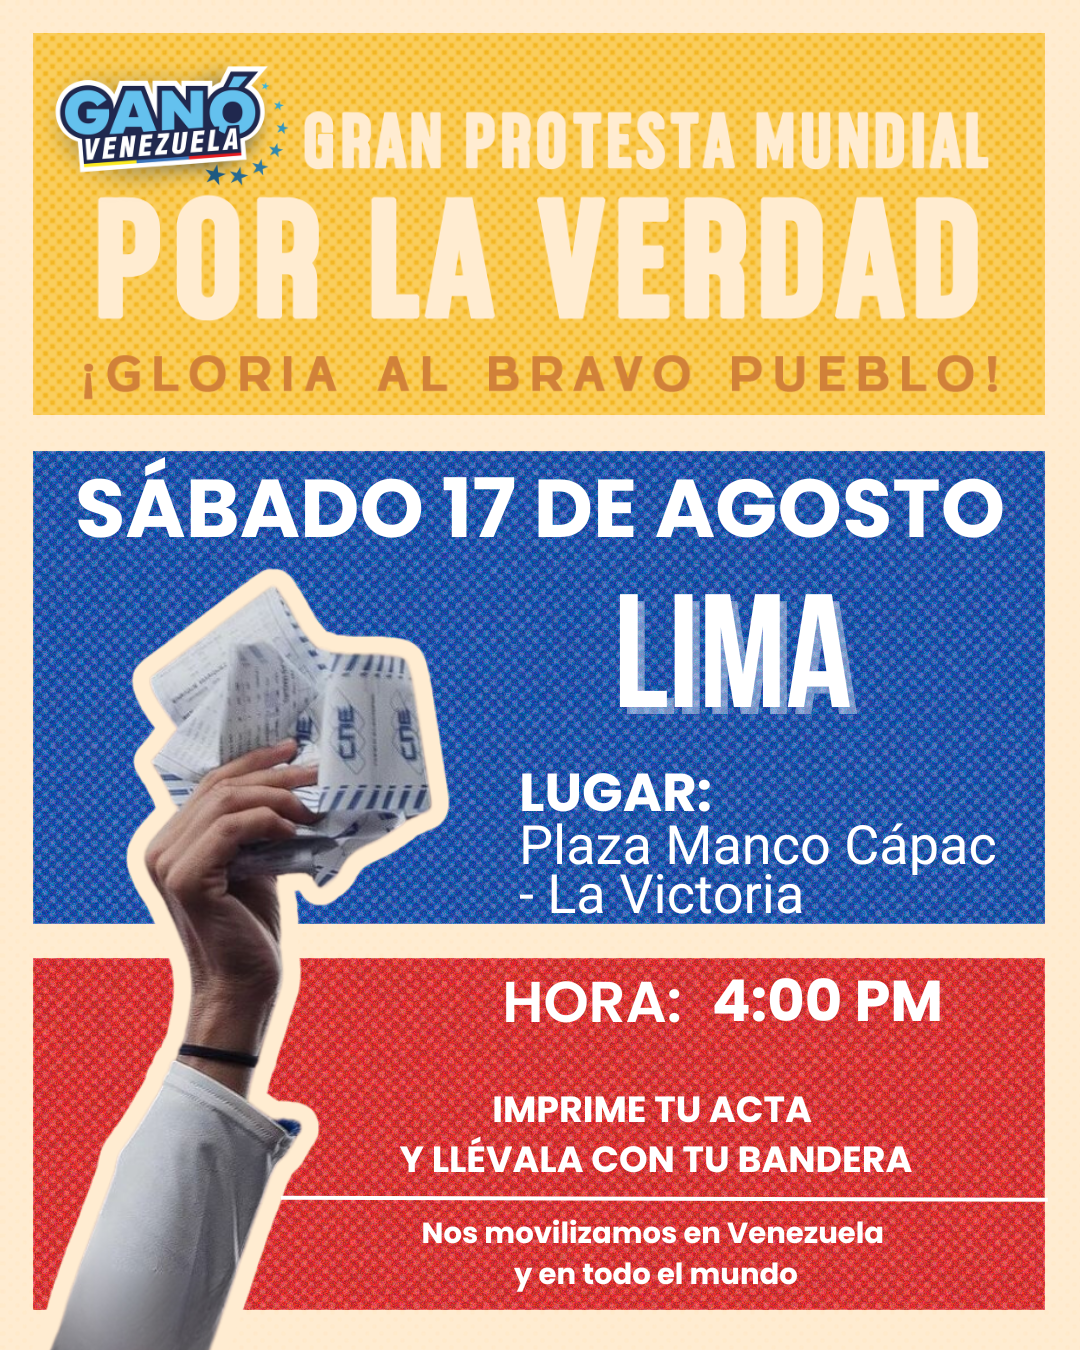 GANÓ
VENEZUELA
GRAN PROTESTA MUNDIAL
POR LA VERDAD
¡GLORIA AL BRAVO PUEBLO!
SÁBADO 17 DE AGOSTO
LIMA
CNE
LUGAR:
Plaza Manco Cápac
- La Victoria
HORA: 4:00 PM
IMPRIME TU ACTA
Y LLÉVALA CON TU BANDERA
Nos movilizamos en Venezuela
y en todo el mundo